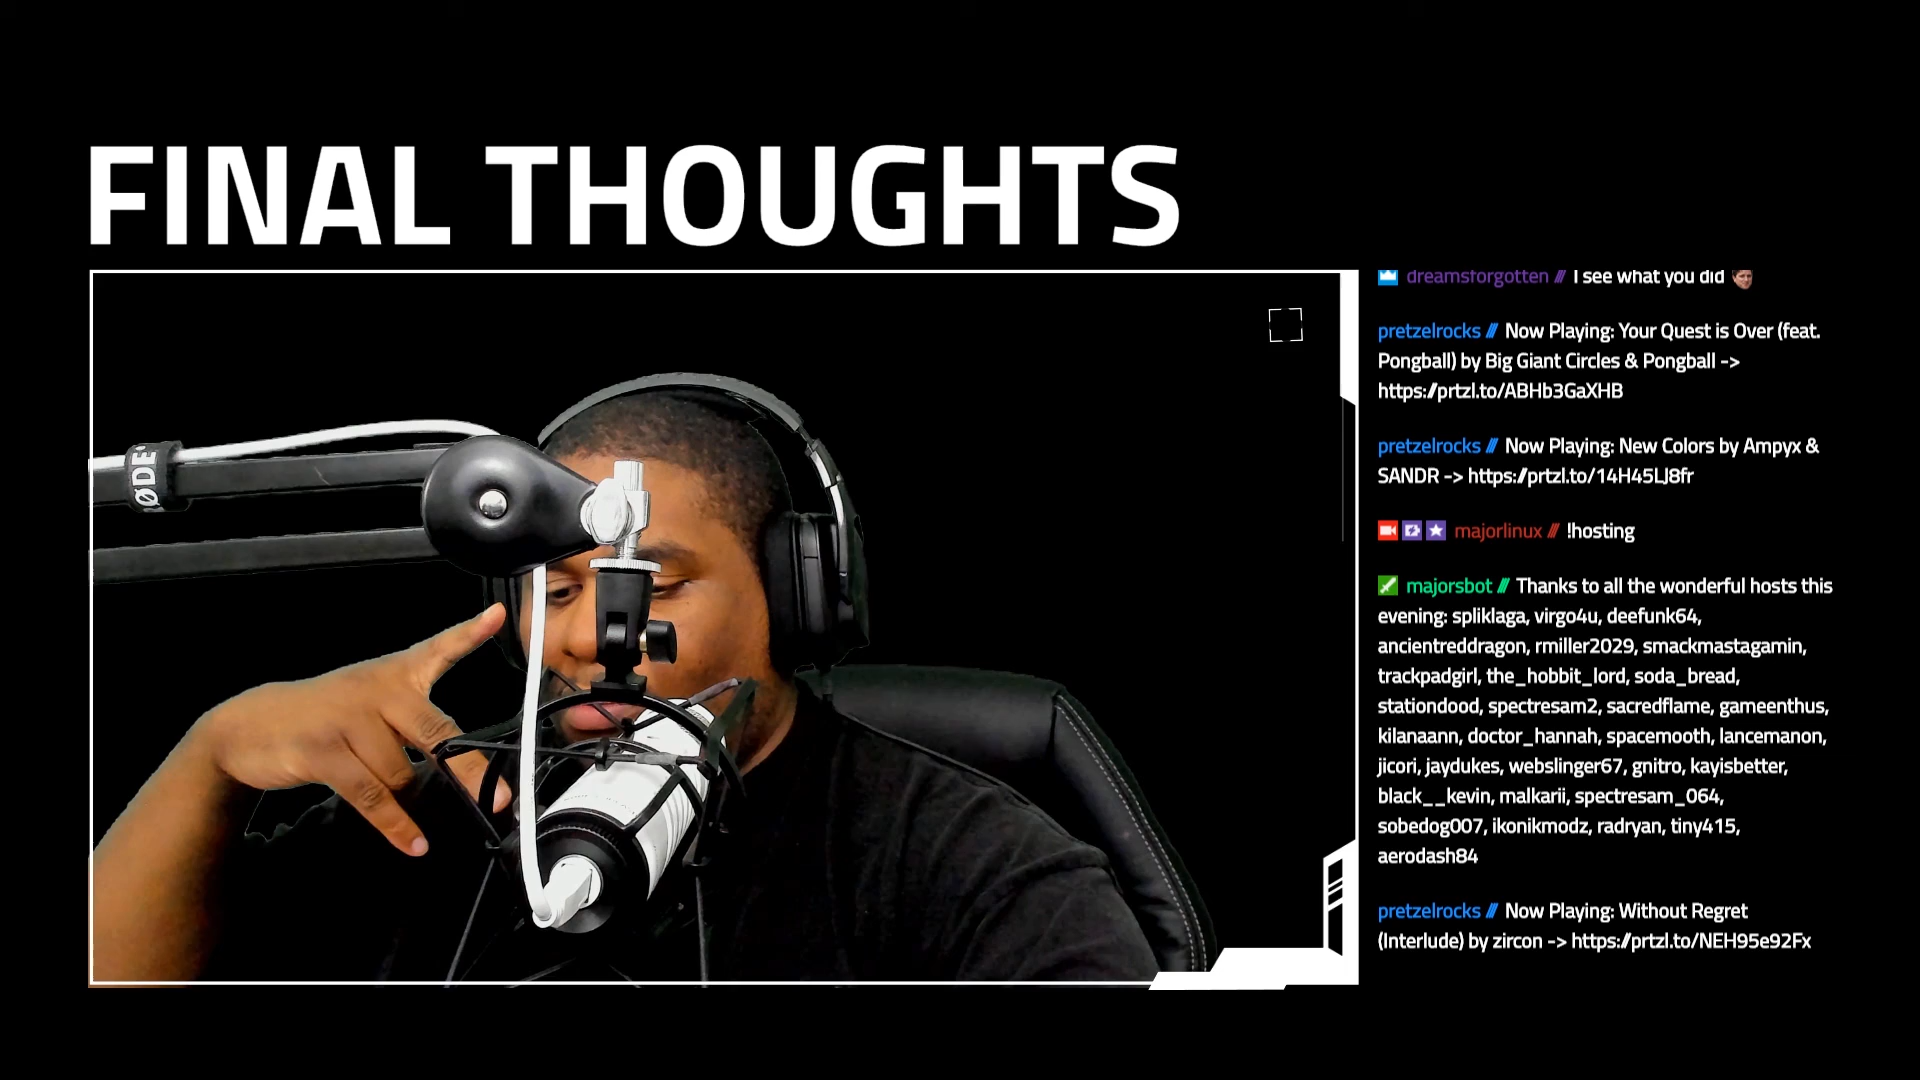 FINAL THOUGHTS
RØDE
dreamsforgotten /// I see what you did
pretzelrocks /// Now Playing: Your Quest is Over (feat.
Pongball) by Big Giant Circles & Pongball ->
https://prtzl.to/ABHb3GaXHB
pretzelrocks /// Now Playing: New Colors by Ampyx &
SANDR -> https://prtzl.to/14H45LJ8fr
majorlinux /// !hosting
majorsbot /// Thanks to all the wonderful hosts this
evening: spliklaga, virgo4u, deefunk64,
ancientreddragon, rmiller2029, smackmastagamin,
trackpadgirl, the_hobbit_lord, soda_bread,
stationdood, spectresam2, sacredflame, gameenthus,
kilanaann, doctor_hannah, spacemooth, lancemanon,
jicori, jaydukes, webslinger67, gnitro, kayisbetter,
black__kevin, malkarii, spectresam_064,
sobedog007, ikonikmodz, radryan, tiny415,
aerodash84
pretzelrocks /// Now Playing: Without Regret
(Interlude) by zircon -> https://prtzl.to/NEH95e92Fx